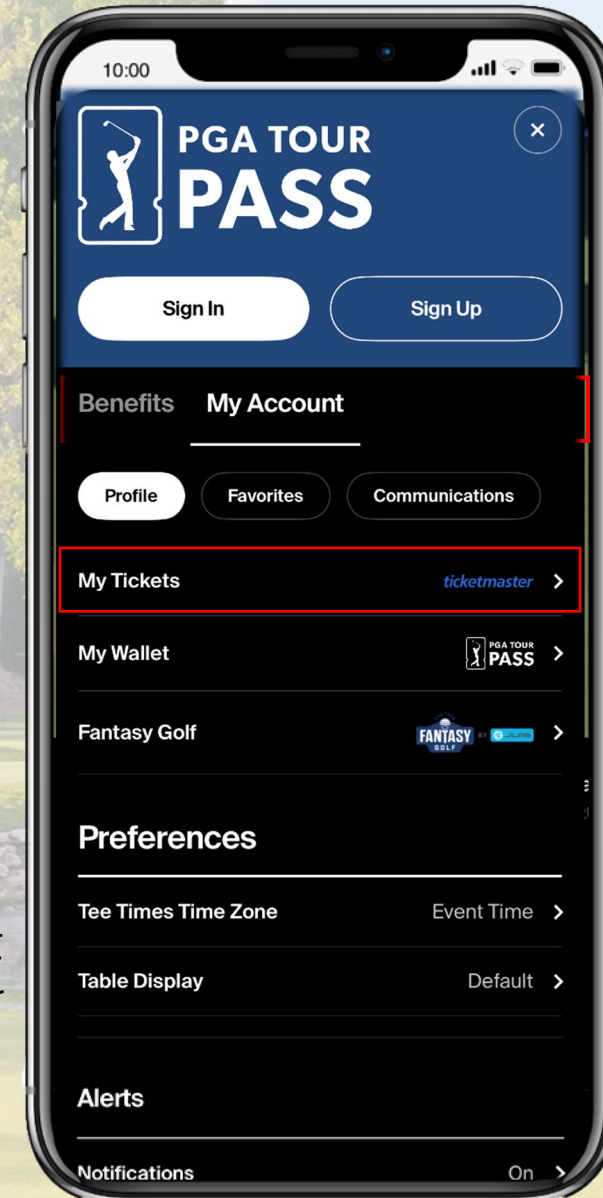 10:00
PGA TOUR
PASS
Sign In
Sign Up
Benefits My Account
Profile Favorites Communications
My Tickets ticketmaster
My Wallet PGA TOUR PASS
Fantasy Golf FANTASY GOLF BY
Preferences
Tee Times Time Zone Event Time
Table Display Default
Alerts
Notifications On